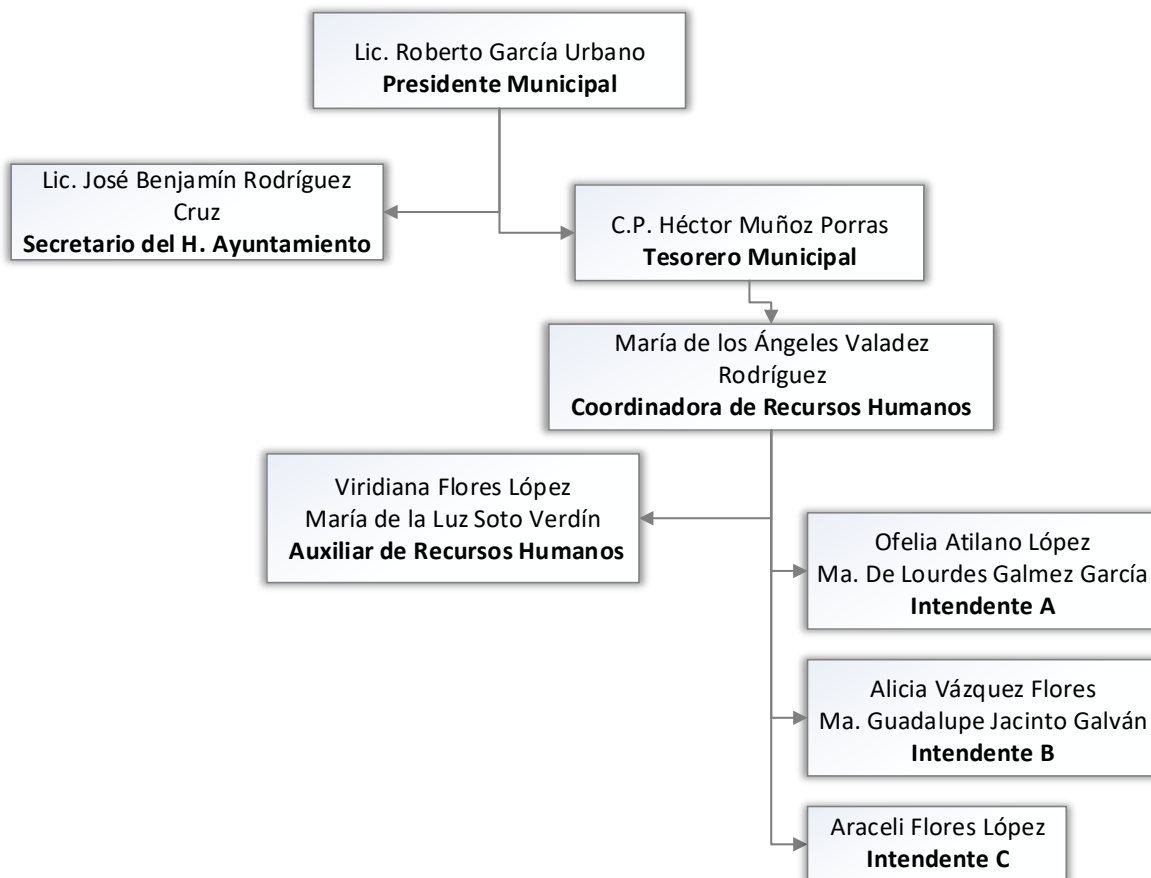 Lic. Roberto García Urbano
Presidente Municipal
Lic. José Benjamín Rodríguez
Cruz
Secretario del H. Ayuntamiento
C.P. Héctor Muñoz Porras
Tesorero Municipal
María de los Ángeles Valadez
Rodríguez
Coordinadora de Recursos Humanos
Viridiana Flores López
María de la Luz Soto Verdín
Auxiliar de Recursos Humanos
Ofelia Atilano López
Ma. De Lourdes Galmez García
Intendente A
Alicia Vázquez Flores
Ma. Guadalupe Jacinto Galván
Intendente B
Araceli Flores López
Intendente C